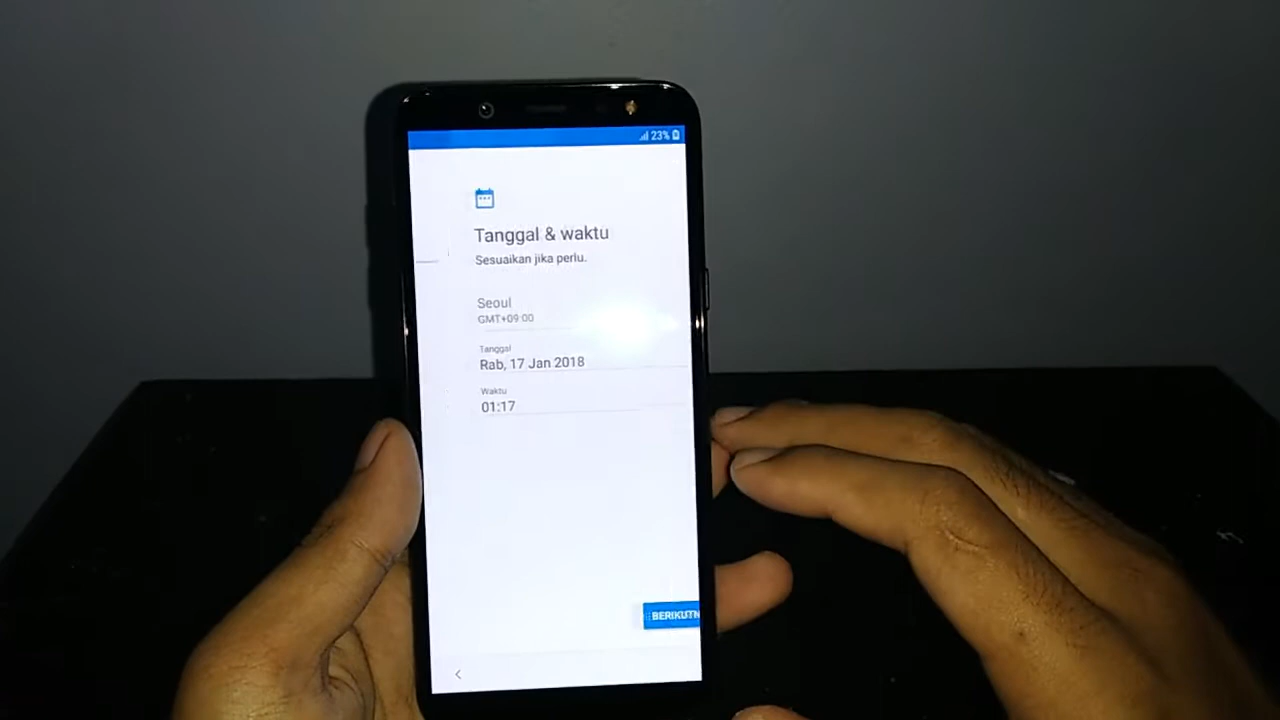 23%
Tanggal & waktu
Sesuaikan jika perlu.
Seoul
GMT+09:00
Tanggal
Rab, 17 Jan 2018
Waktu
01:17
BERIKUTN